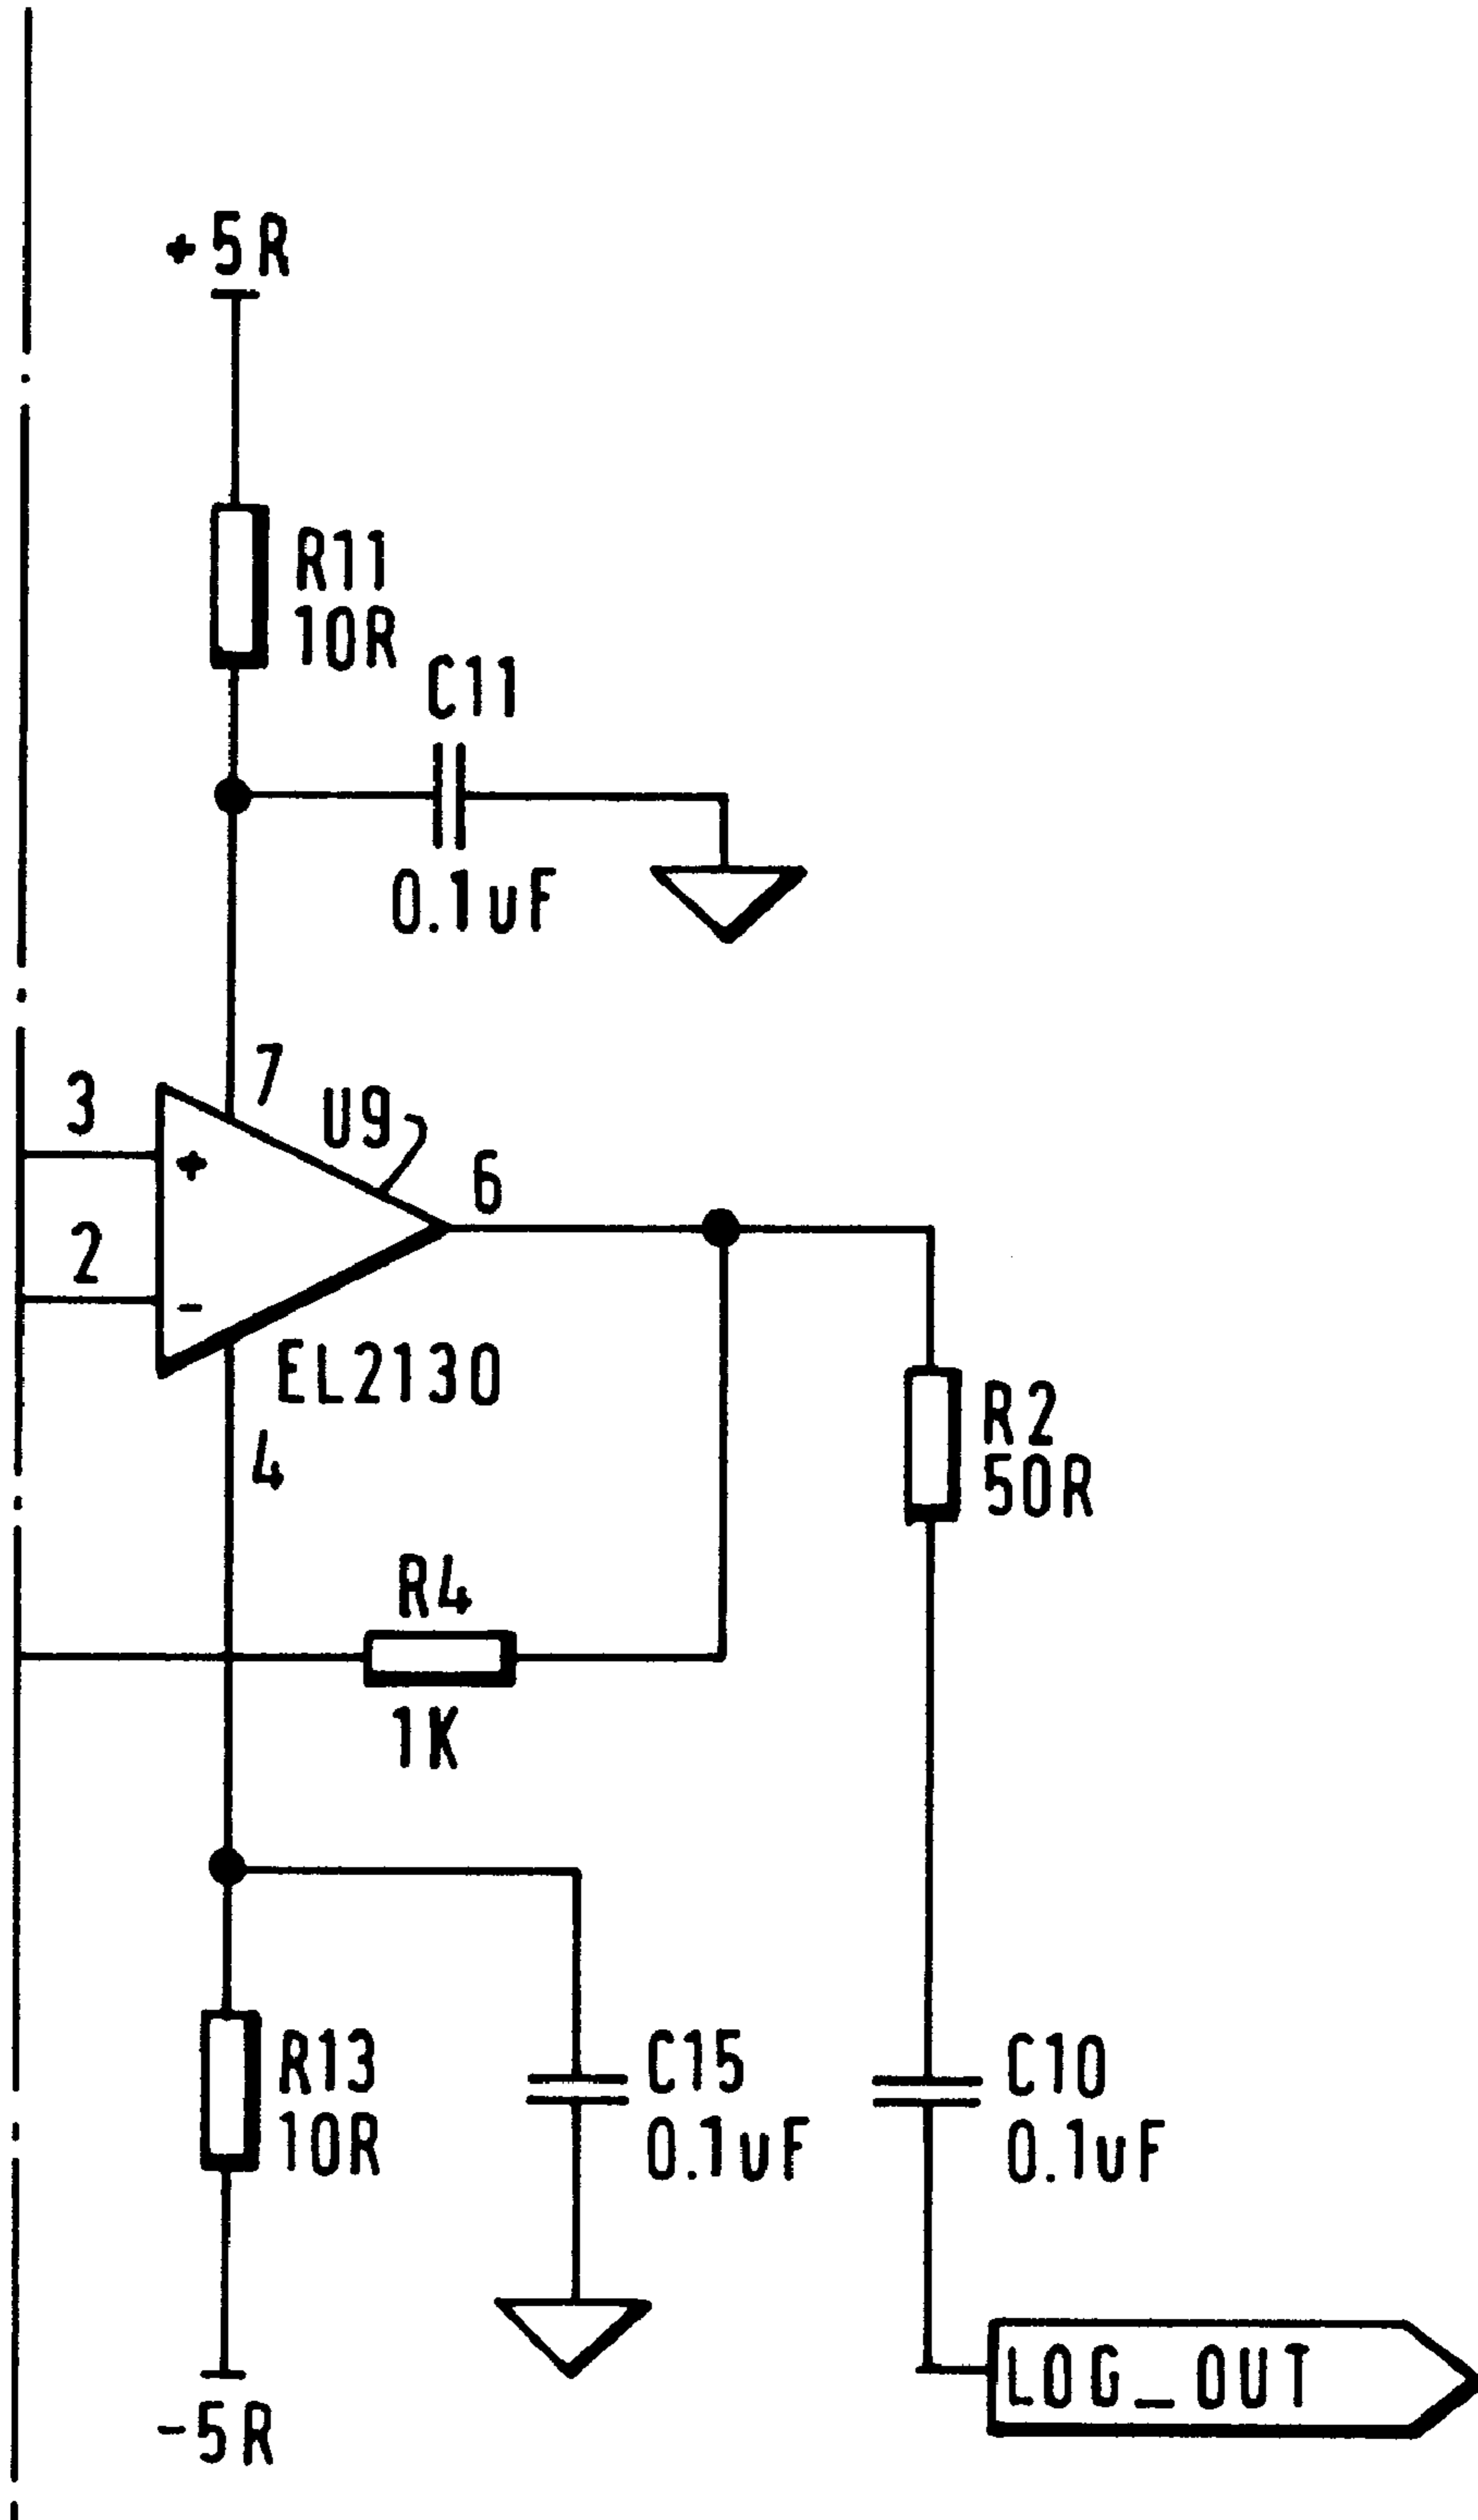 +5R
R11
10R
C11
0.1uF
3
7
U9
6
+
2
-
EL2130
4
R2
50R
R4
1K
R13
10R
C15
0.1uF
C10
0.1uF
LOG_OUT
-5R